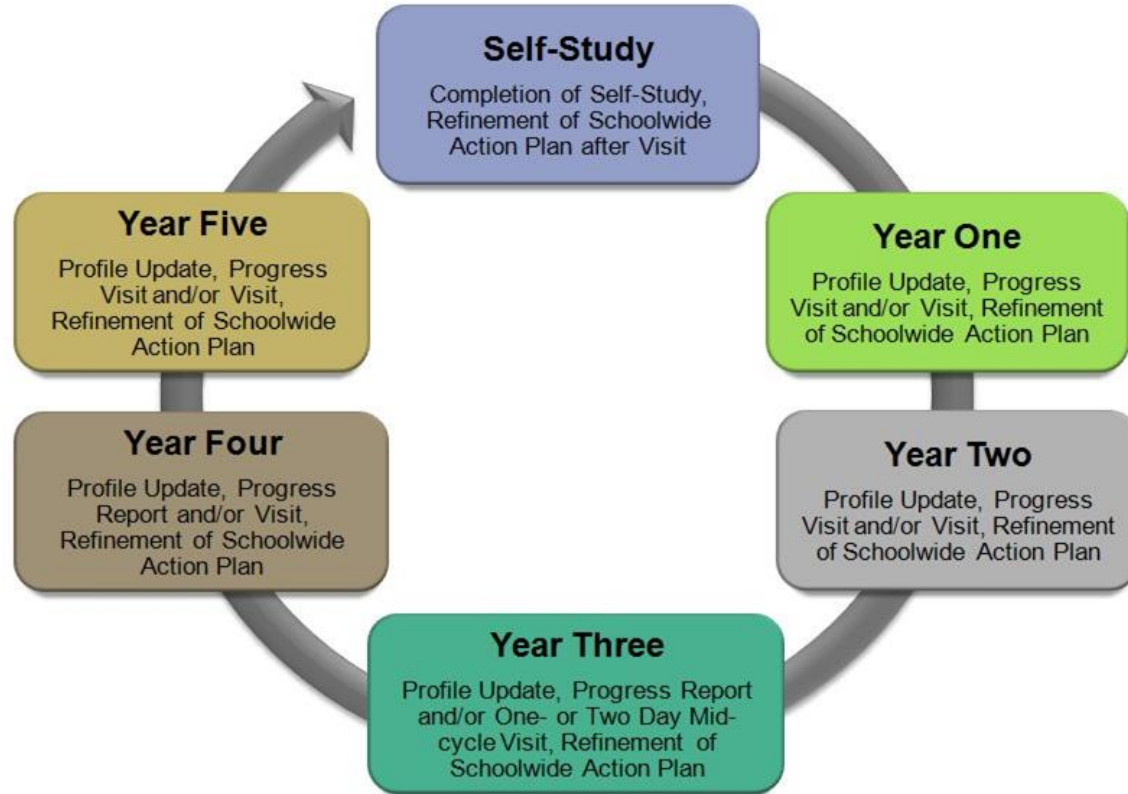 Self-Study
Completion of Self-Study,
Refinement of Schoolwide
Action Plan after Visit
Year One
Profile Update, Progress
Visit and/or Visit, Refinement
of Schoolwide Action Plan
Year Two
Profile Update, Progress
Visit and/or Visit, Refinement
of Schoolwide Action Plan
Year Three
Profile Update, Progress Report
and/or One- or Two Day Mid-
cycle Visit, Refinement of
Schoolwide Action Plan
Year Four
Profile Update, Progress
Report and/or Visit,
Refinement of Schoolwide
Action Plan
Year Five
Profile Update, Progress
Visit and/or Visit,
Refinement of Schoolwide
Action Plan